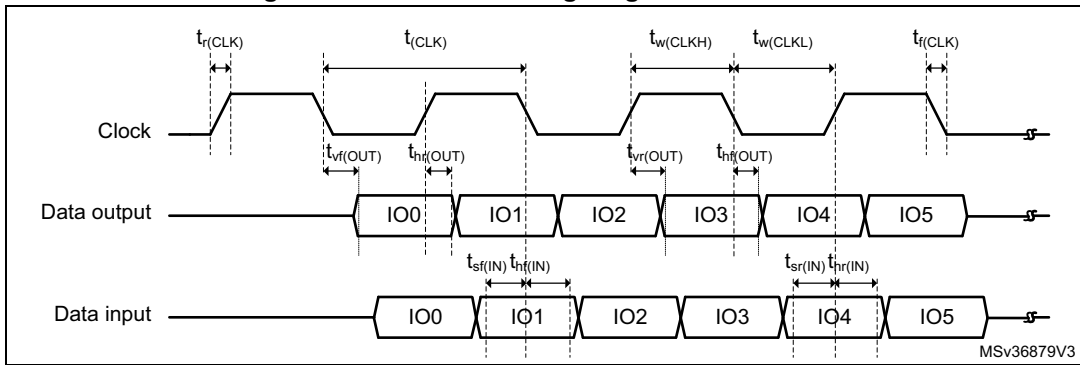 t_r(CLK) t_(CLK) t_w(CLKH) t_w(CLKL) t_f(CLK)
Clock
t_vf(OUT) t_hr(OUT) t_vr(OUT) t_hf(OUT)
Data output IO0 IO1 IO2 IO3 IO4 IO5
t_sf(IN) t_hf(IN) t_sr(IN) t_hr(IN)
Data input IO0 IO1 IO2 IO3 IO4 IO5
MSv36879V3